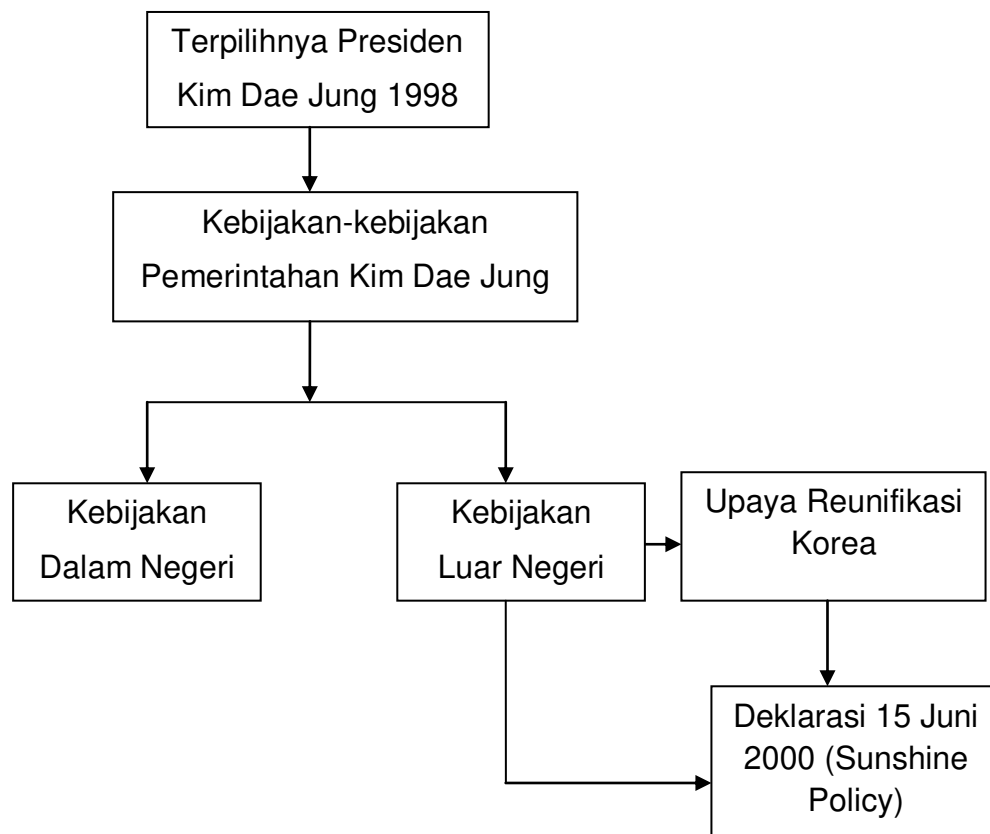 Terpilihnya Presiden
Kim Dae Jung 1998
Kebijakan-kebijakan
Pemerintahan Kim Dae Jung
Kebijakan
Dalam Negeri
Kebijakan
Luar Negeri
Upaya Reunifikasi
Korea
Deklarasi 15 Juni
2000 (Sunshine
Policy)